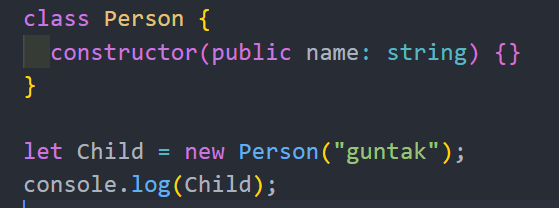 class Person {
  constructor(public name: string) {}
}
let Child = new Person("guntak");
console.log(Child);